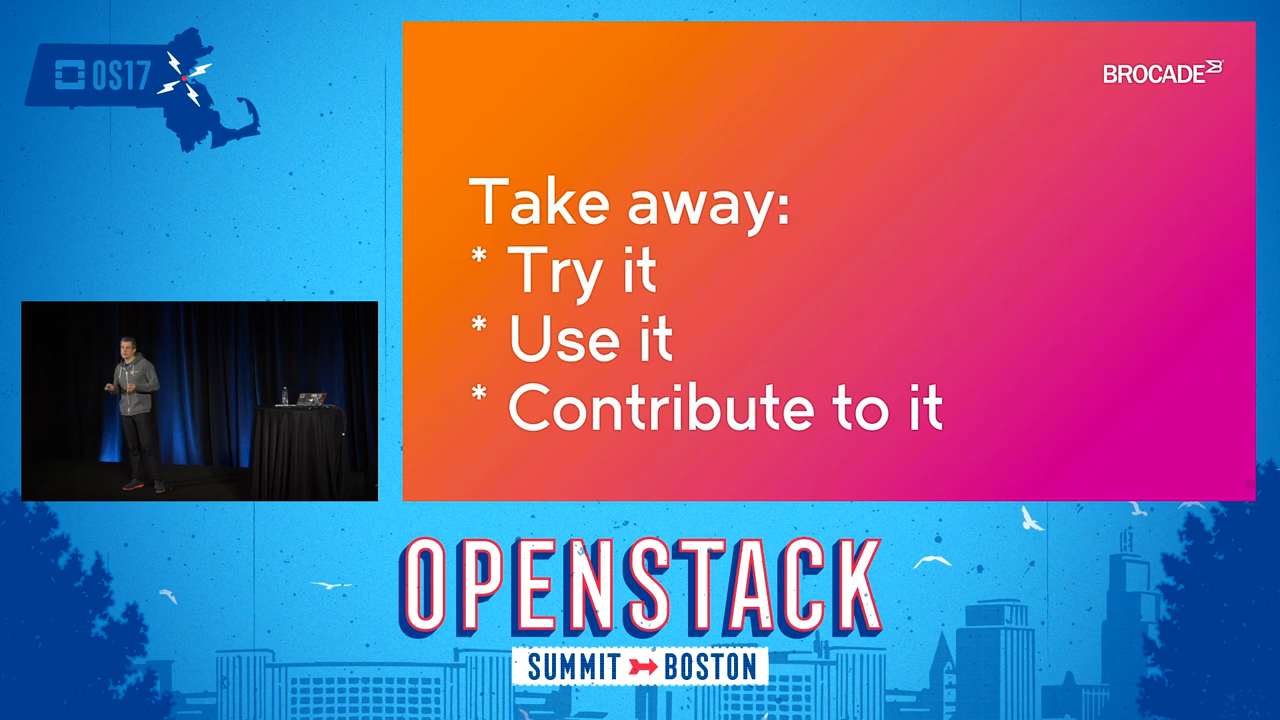 OS17
BROCADE
Take away:
* Try it
* Use it
* Contribute to it
OPENSTACK
SUMMIT BOSTON